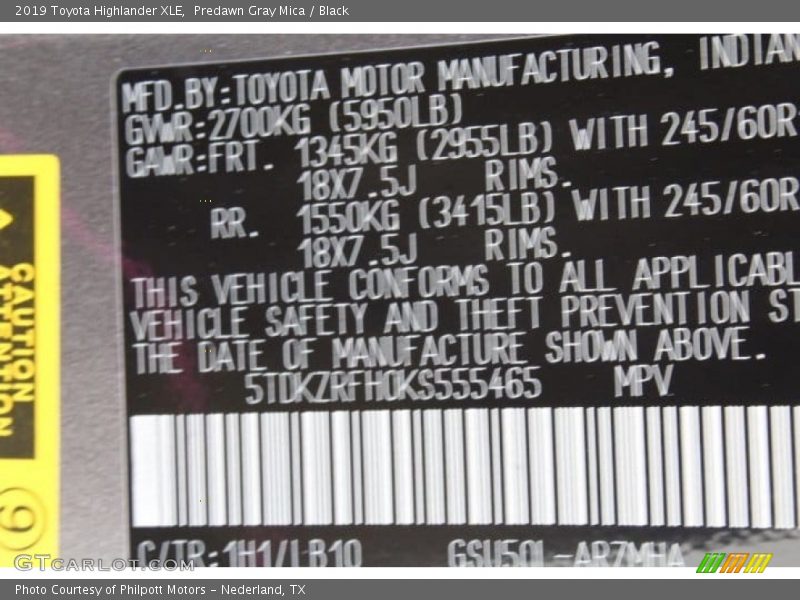 2019 Toyota Highlander XLE,  Predawn Gray Mica / Black
MFD.BY:TOYOTA MOTOR MANUFACTURING, INDIAN
GVWR:2700KG (5950LB)
GAWR:FRT. 1345KG (2955LB) WITH 245/60R
18X7.5J RIMS.
RR. 1550KG (3415LB) WITH 245/60R
18X7.5J RIMS.
THIS VEHICLE CONFORMS TO ALL APPLICABL
VEHICLE SAFETY AND THEFT PREVENTION ST
THE DATE OF MANUFACTURE SHOWN ABOVE.
5TDKZRFH0KS555465 MPV
C/TR:1H1/LB10 GSU50L-ARZMHA
CAUTION
ATTENTION
GTCARLOT.COM
Photo Courtesy of Philpott Motors – Nederland, TX